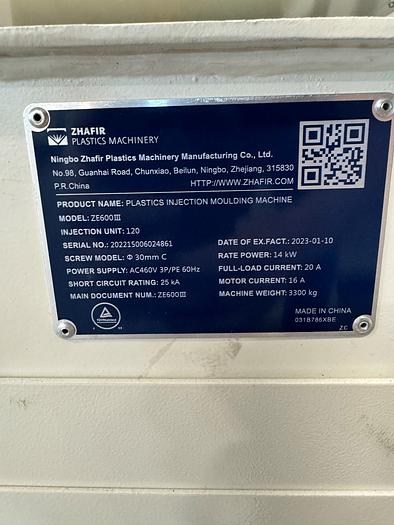 ZHAFIR
PLASTICS MACHINERY
Ningbo Zhafir Plastics Machinery Manufacturing Co., Ltd.
No.98, Guanhai Road, Chunxiao, Beilun, Ningbo, Zhejiang, 315830
P.R.China HTTP://WWW.ZHAFIR.COM
PRODUCT NAME: PLASTICS INJECTION MOULDING MACHINE
MODEL: ZE600III
INJECTION UNIT: 120
SERIAL NO.: 202215006024861 DATE OF EX.FACT.: 2023-01-10
SCREW MODEL: Φ 30mm C RATE POWER: 14 kW
POWER SUPPLY: AC460V 3P/PE 60Hz FULL-LOAD CURRENT: 20 A
SHORT CIRCUIT RATING: 25 kA MOTOR CURRENT: 16 A
MAIN DOCUMENT NUM.: ZE600III MACHINE WEIGHT: 3300 kg
MADE IN CHINA
031B786XBE
ZC